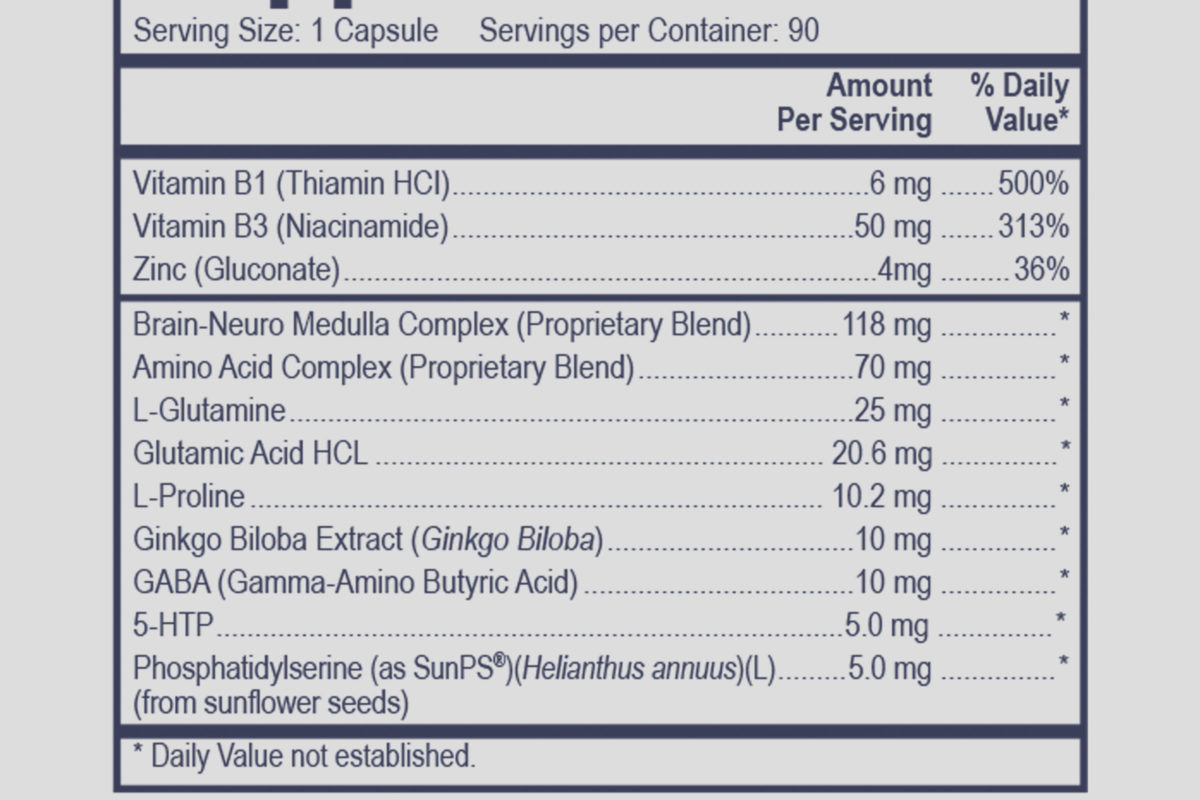 Serving Size: 1 Capsule Servings per Container: 90
Amount Per Serving % Daily Value*
Vitamin B1 (Thiamin HCl) 6 mg 500%
Vitamin B3 (Niacinamide) 50 mg 313%
Zinc (Gluconate) 4mg 36%
Brain-Neuro Medulla Complex (Proprietary Blend) 118 mg *
Amino Acid Complex (Proprietary Blend) 70 mg *
L-Glutamine 25 mg *
Glutamic Acid HCL 20.6 mg *
L-Proline 10.2 mg *
Ginkgo Biloba Extract (Ginkgo Biloba) 10 mg *
GABA (Gamma-Amino Butyric Acid) 10 mg *
5-HTP 5.0 mg *
Phosphatidylserine (as SunPS®)(Helianthus annuus)(L) 5.0 mg *
(from sunflower seeds)
* Daily Value not established.